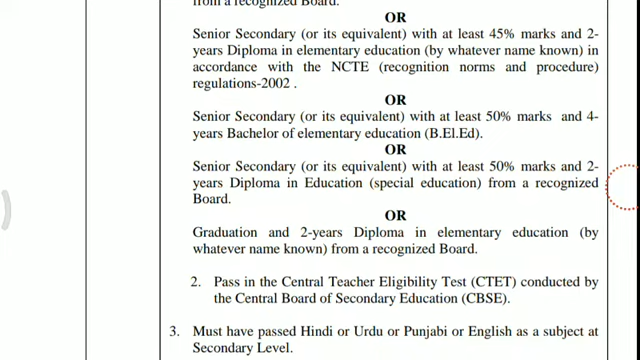 from a recognized Board.
OR
Senior Secondary (or its equivalent) with at least 45% marks and 2-
years Diploma in elementary education (by whatever name known) in
accordance with the NCTE (recognition norms and procedure)
regulations-2002 .
OR
Senior Secondary (or its equivalent) with at least 50% marks and 4-
years Bachelor of elementary education (B.El.Ed).
OR
Senior Secondary (or its equivalent) with at least 50% marks and 2-
years Diploma in Education (special education) from a recognized
Board.
OR
Graduation and 2-years Diploma in elementary education (by
whatever name known) from a recognized Board.
2. Pass in the Central Teacher Eligibility Test (CTET) conducted by
the Central Board of Secondary Education (CBSE).
3. Must have passed Hindi or Urdu or Punjabi or English as a subject at
Secondary Level.